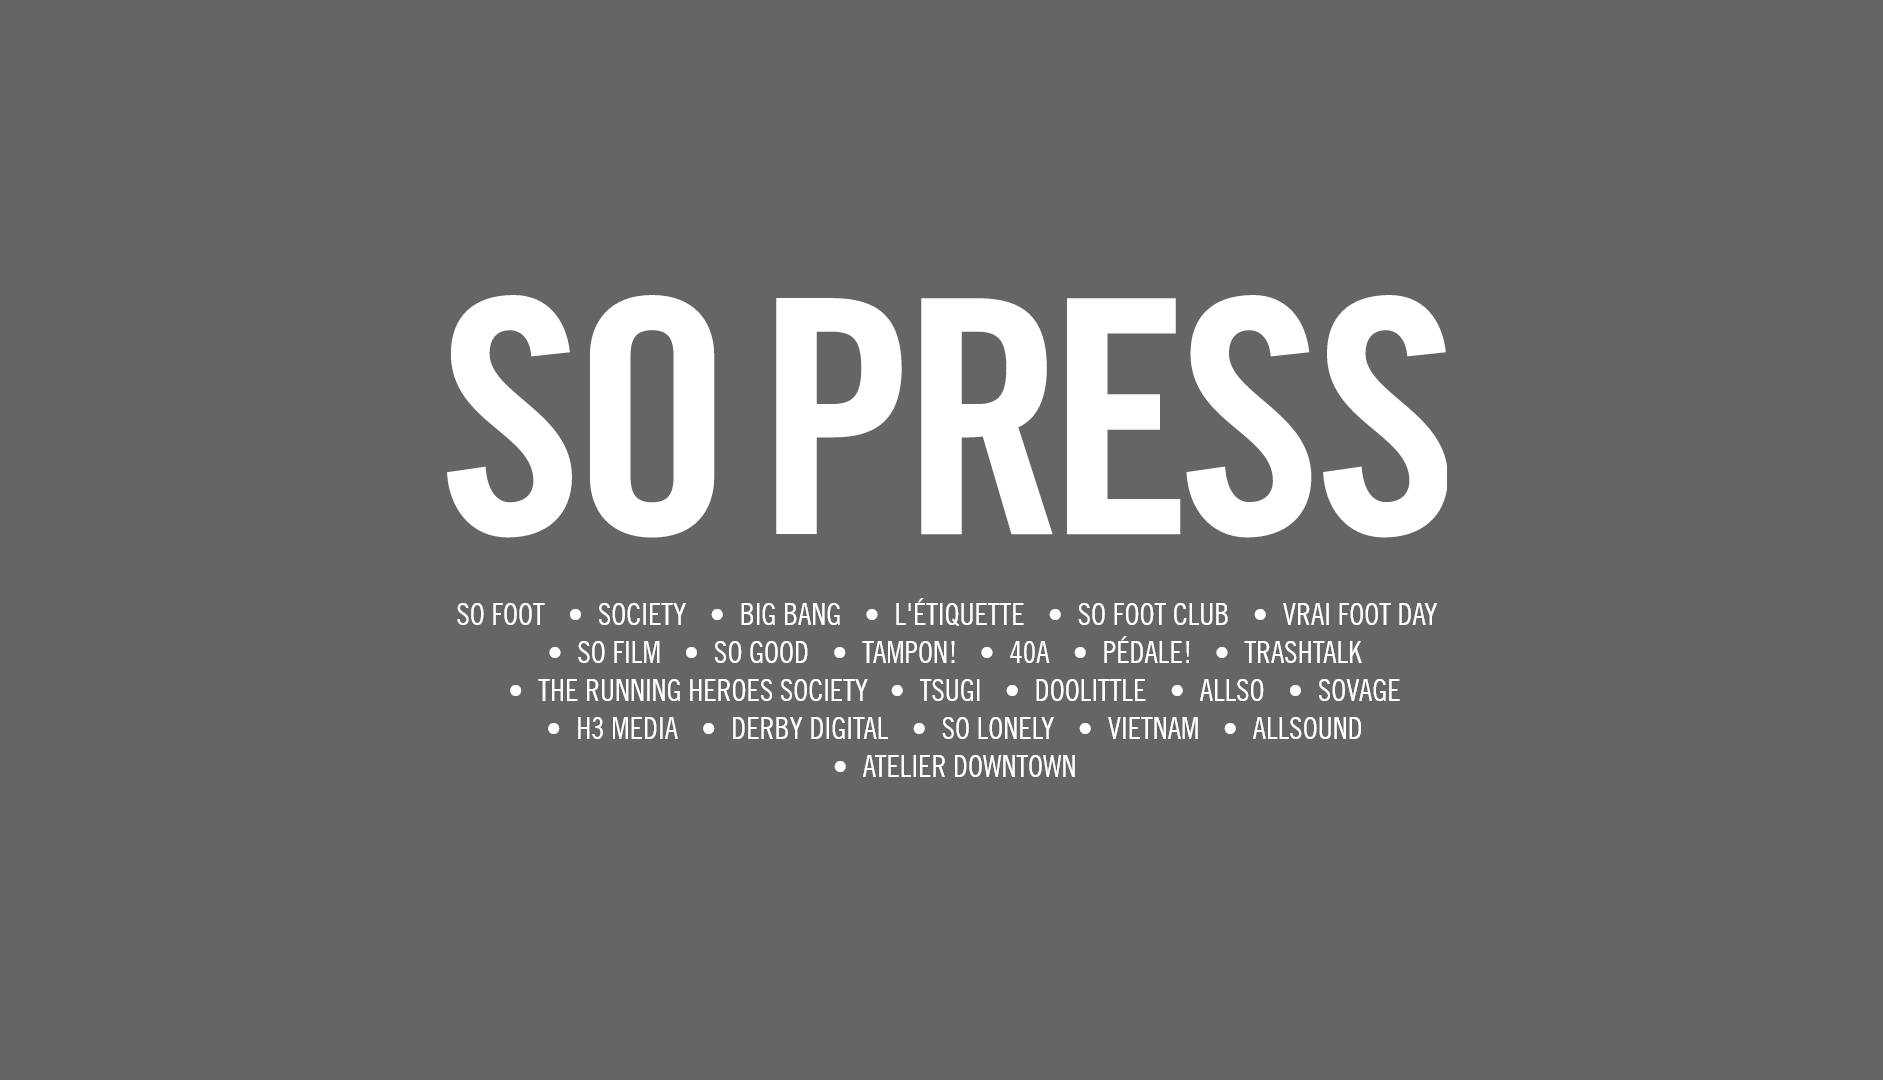 SO PRESS
SO FOOT • SOCIETY • BIG BANG • L'ÉTIQUETTE • SO FOOT CLUB • VRAI FOOT DAY
• SO FILM • SO GOOD • TAMPON! • 40A • PÉDALE! • TRASHTALK
• THE RUNNING HEROES SOCIETY • TSUGI • DOOLITTLE • ALLSO • SOVAGE
• H3 MEDIA • DERBY DIGITAL • SO LONELY • VIETNAM • ALLSOUND
• ATELIER DOWNTOWN